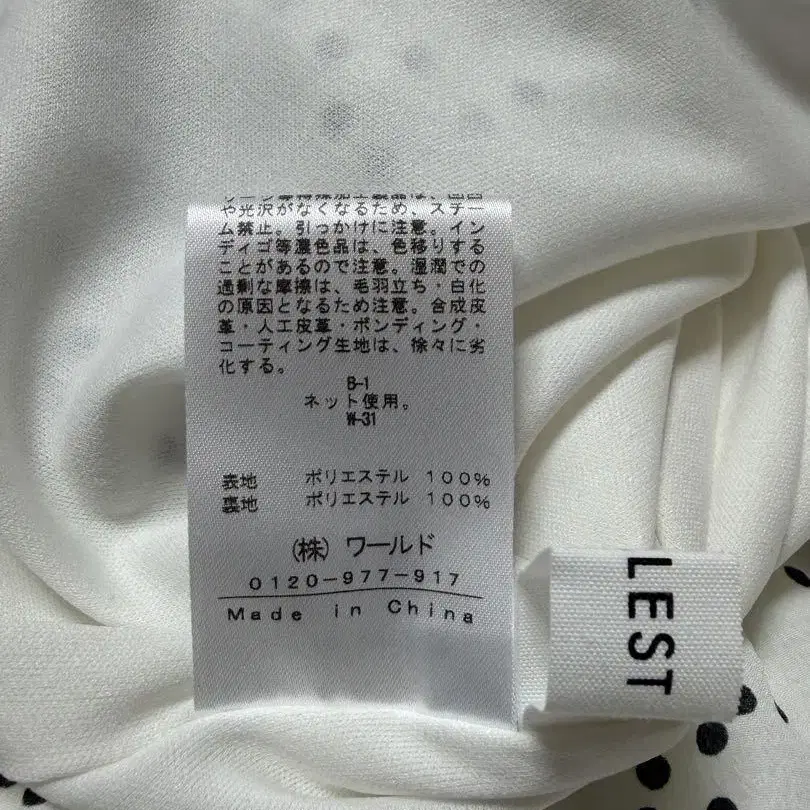 や光沢がなくなるため、スチー
ム禁止。引っかけに注意。イン
ディゴ等濃色品は、色移りする
ことがあるので注意。湿潤での
過剰な摩擦は、毛羽立ち・白化
の原因となるため注意。合成皮
革・人工皮革・ボンディング・
コーティング生地は、徐々に劣
化する。
B-1
ネット使用。
W-31
表地 ポリエステル 100%
裏地 ポリエステル 100%
(株) ワールド
0120-977-917
Made in China
LEST